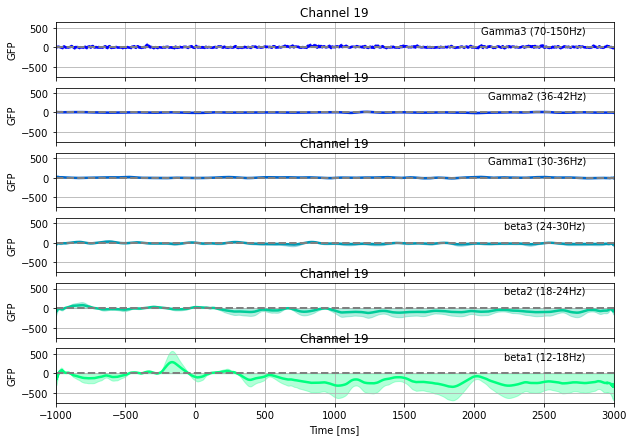 Channel 19
Gamma3 (70-150Hz)
GFP
500
0
−500
Channel 19
Gamma2 (36-42Hz)
GFP
500
0
−500
Channel 19
Gamma1 (30-36Hz)
GFP
500
0
−500
Channel 19
beta3 (24-30Hz)
GFP
500
0
−500
Channel 19
beta2 (18-24Hz)
GFP
500
0
−500
Channel 19
beta1 (12-18Hz)
GFP
500
0
−500
−1000 −500 0 500 1000 1500 2000 2500 3000
Time [ms]